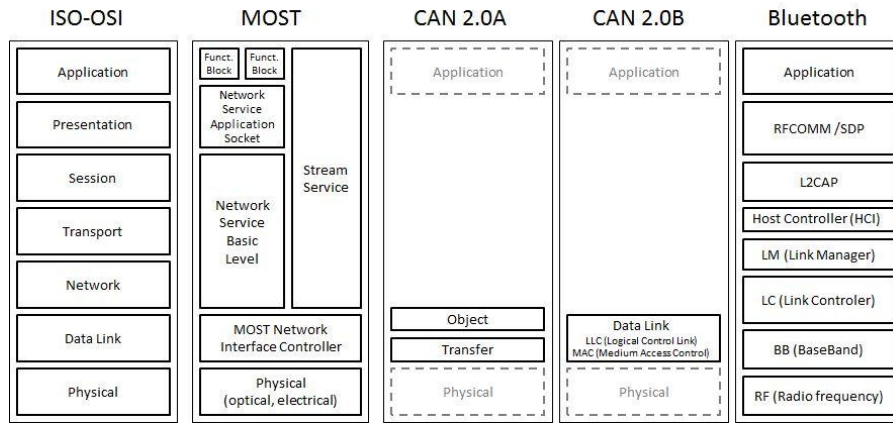 ISO-OSI
MOST
CAN 2.0A
CAN 2.0B
Bluetooth
Application
Presentation
Session
Transport
Network
Data Link
Physical
Funct.
Block
Funct.
Block
Network
Service
Application
Socket
Network
Service
Basic
Level
Stream
Service
MOST Network
Interface Controller
Physical
(optical, electrical)
Application
Object
Transfer
Physical
Application
Data Link
LLC (Logical Control Link)
MAC (Medium Access Control)
Physical
Application
RFCOMM /SDP
L2CAP
Host Controller (HCI)
LM (Link Manager)
LC (Link Controler)
BB (BaseBand)
RF (Radio frequency)